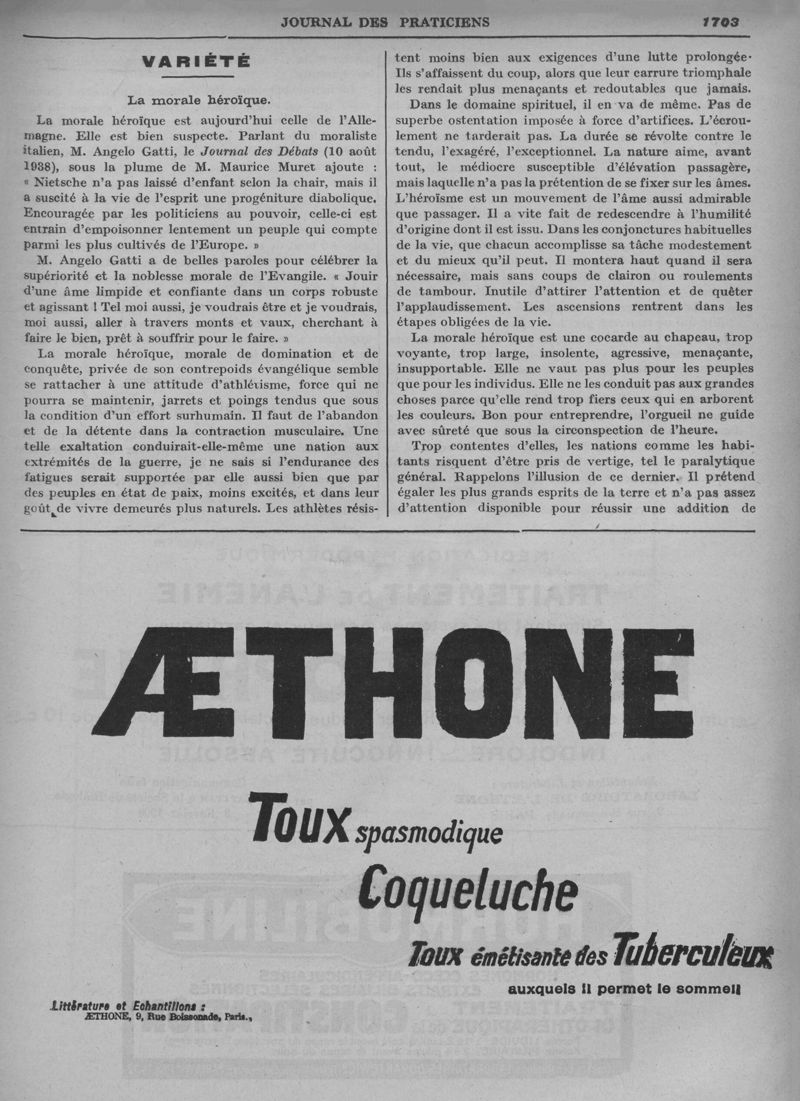 JOURNAL DES PRATICIENS 1703
VARIÉTÉ
La morale héroïque.
La morale héroïque est aujourd'hui celle de l'Alle-
magne. Elle est bien suspecte. Parlant du moraliste
italien, M. Angelo Gatti, le Journal des Débats (10 août
1938), sous la plume de M. Maurice Muret ajoute :
« Nietsche n'a pas laissé d'enfant selon la chair, mais il
a suscité à la vie de l'esprit une progéniture diabolique.
Encouragée par les politiciens au pouvoir, celle-ci est
entrain d'empoisonner lentement un peuple qui compte
parmi les plus cultivés de l'Europe. »
M. Angelo Gatti a de belles paroles pour célébrer la
supériorité et la noblesse morale de l'Evangile. « Jouir
d'une âme limpide et confiante dans un corps robuste
et agissant ! Tel moi aussi, je voudrais être et je voudrais,
moi aussi, aller à travers monts et vaux, cherchant à
faire le bien, prêt à souffrir pour le faire. »
La morale héroïque, morale de domination et de
conquête, privée de son contrepoids évangélique semble
se rattacher à une attitude d'athléisme, force qui ne
pourra se maintenir, jarrets et poings tendus que sous
la condition d'un effort surhumain. Il faut de l'abandon
et de la détente dans la contraction musculaire. Une
telle exaltation conduirait-elle-même une nation aux
extrémités de la guerre, je ne sais si l'endurance des
fatigues serait supportée par elle aussi bien que par
des peuples en état de paix, moins excités, et dans leur
goût de vivre demeurés plus naturels. Les athlètes résis-
tent moins bien aux exigences d'une lutte prolongée.
Ils s'affaissent du coup, alors que leur carrure triomphale
les rendait plus menaçants et redoutables que jamais.
Dans le domaine spirituel, il en va de même. Pas de
superbe ostentation imposée à force d'artifices. L'écrou-
lement ne tarderait pas. La durée se révolte contre le
tendu, l'exagéré, l'exceptionnel. La nature aime, avant
tout, le médiocre susceptible d'élévation passagère,
mais laquelle n'a pas la prétention de se fixer sur les âmes.
L'héroïsme est un mouvement de l'âme aussi admirable
que passager. Il a vite fait de redescendre à l'humilité
d'origine dont il est issu. Dans les conjonctures habituelles
de la vie, que chacun accomplisse sa tâche modestement
et du mieux qu'il peut. Il montera haut quand il sera
nécessaire, mais sans coups de clairon ou roulements
de tambour. Inutile d'attirer l'attention et de quêter
l'applaudissement. Les ascensions rentrent dans les
étapes obligées de la vie.
La morale héroïque est une cocarde au chapeau, trop
voyante, trop large, insolente, agressive, menaçante,
insupportable. Elle ne vaut pas plus pour les peuples
que pour les individus. Elle ne les conduit pas aux grandes
choses parce qu'elle rend trop fiers ceux qui en arborent
les couleurs. Bon pour entreprendre, l'orgueil ne guide
avec sûreté que sous la circonspection de l'heure.
Trop contentes d'elles, les nations comme les habi-
tants risquent d'être pris de vertige, tel le paralytique
général. Rappelons l'illusion de ce dernier. Il prétend
égaler les plus grands esprits de la terre et n'a pas assez
d'attention disponible pour réussir une addition de
ÆTHONE
Toux spasmodique
Coqueluche
Toux émétisante des Tuberculeux
auxquels il permet le sommeil
Littérature et Echantillons :
ÆTHONE, 9, Rue Boissonade, Paris.